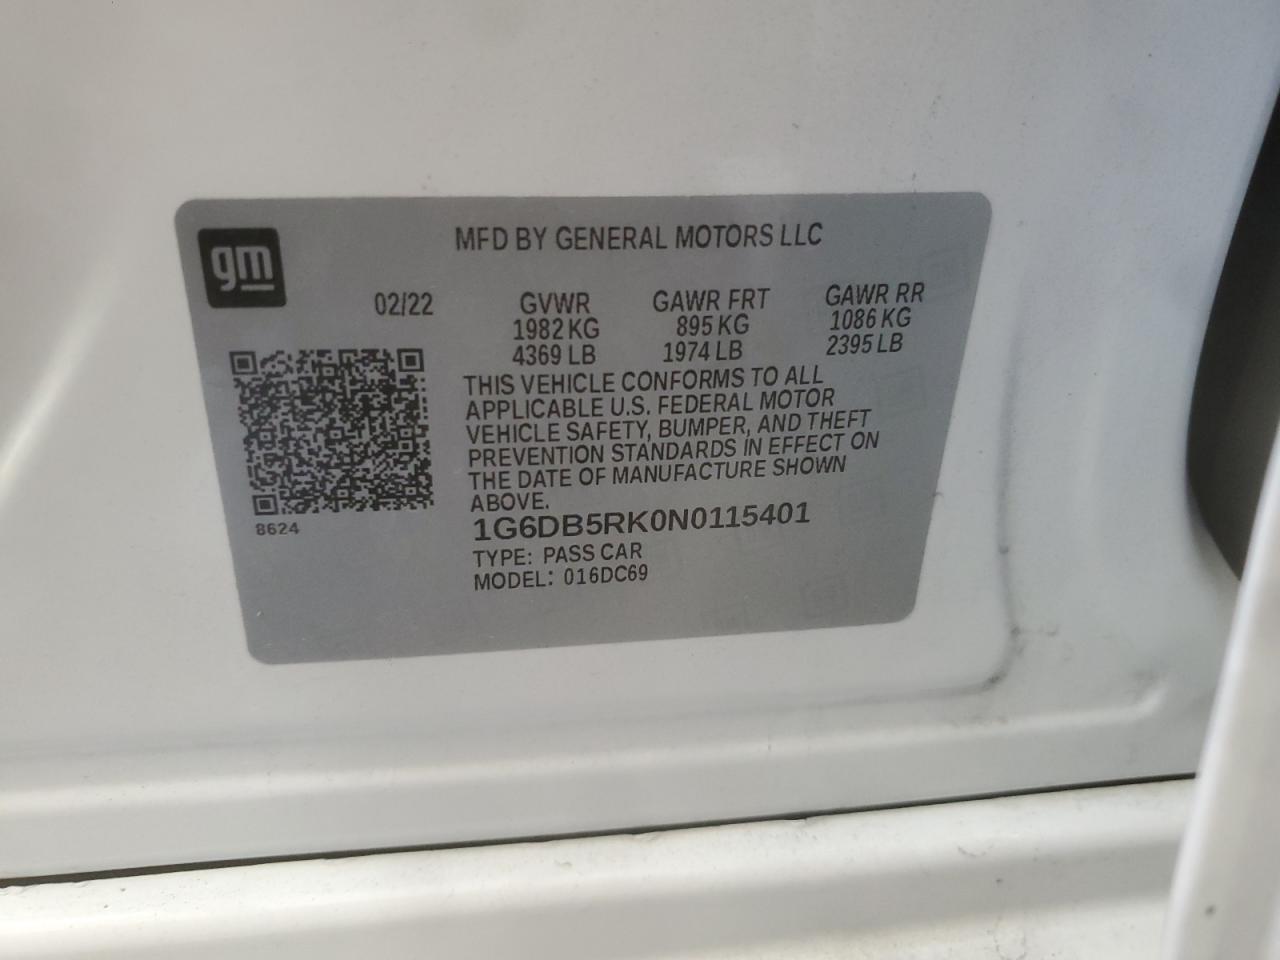 gm
MFD BY GENERAL MOTORS LLC
02/22 GVWR GAWR FRT GAWR RR
1982 KG 895 KG 1086 KG
4369 LB 1974 LB 2395 LB
THIS VEHICLE CONFORMS TO ALL
APPLICABLE U.S. FEDERAL MOTOR
VEHICLE SAFETY, BUMPER, AND THEFT
PREVENTION STANDARDS IN EFFECT ON
THE DATE OF MANUFACTURE SHOWN
ABOVE.
8624
1G6DB5RK0N0115401
TYPE: PASS CAR
MODEL: 016DC69